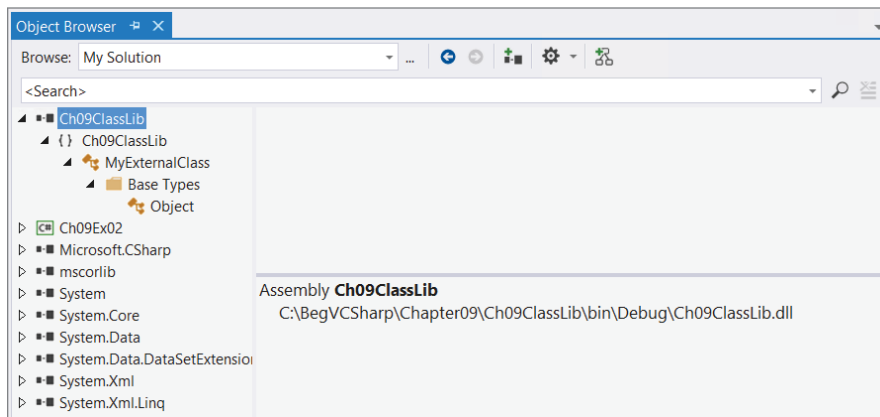 Object Browser
Browse: My Solution ...
<Search>
Ch09ClassLib
{ } Ch09ClassLib
MyExternalClass
Base Types
Object
C# Ch09Ex02
Microsoft.CSharp
mscorlib
System
System.Core
System.Data
System.Data.DataSetExtension
System.Xml
System.Xml.Linq
Assembly Ch09ClassLib
C:\BegVCSharp\Chapter09\Ch09ClassLib\bin\Debug\Ch09ClassLib.dll